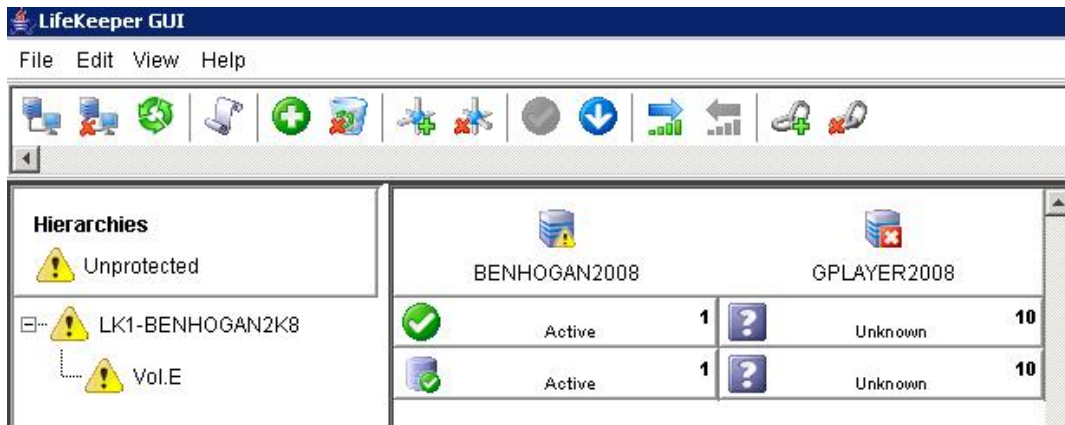 LifeKeeper GUI
File Edit View Help
Hierarchies
Unprotected
BENHOGAN2008 GPLAYER2008
LK1-BENHOGAN2K8 Active 1 Unknown 10
Vol.E Active 1 Unknown 10